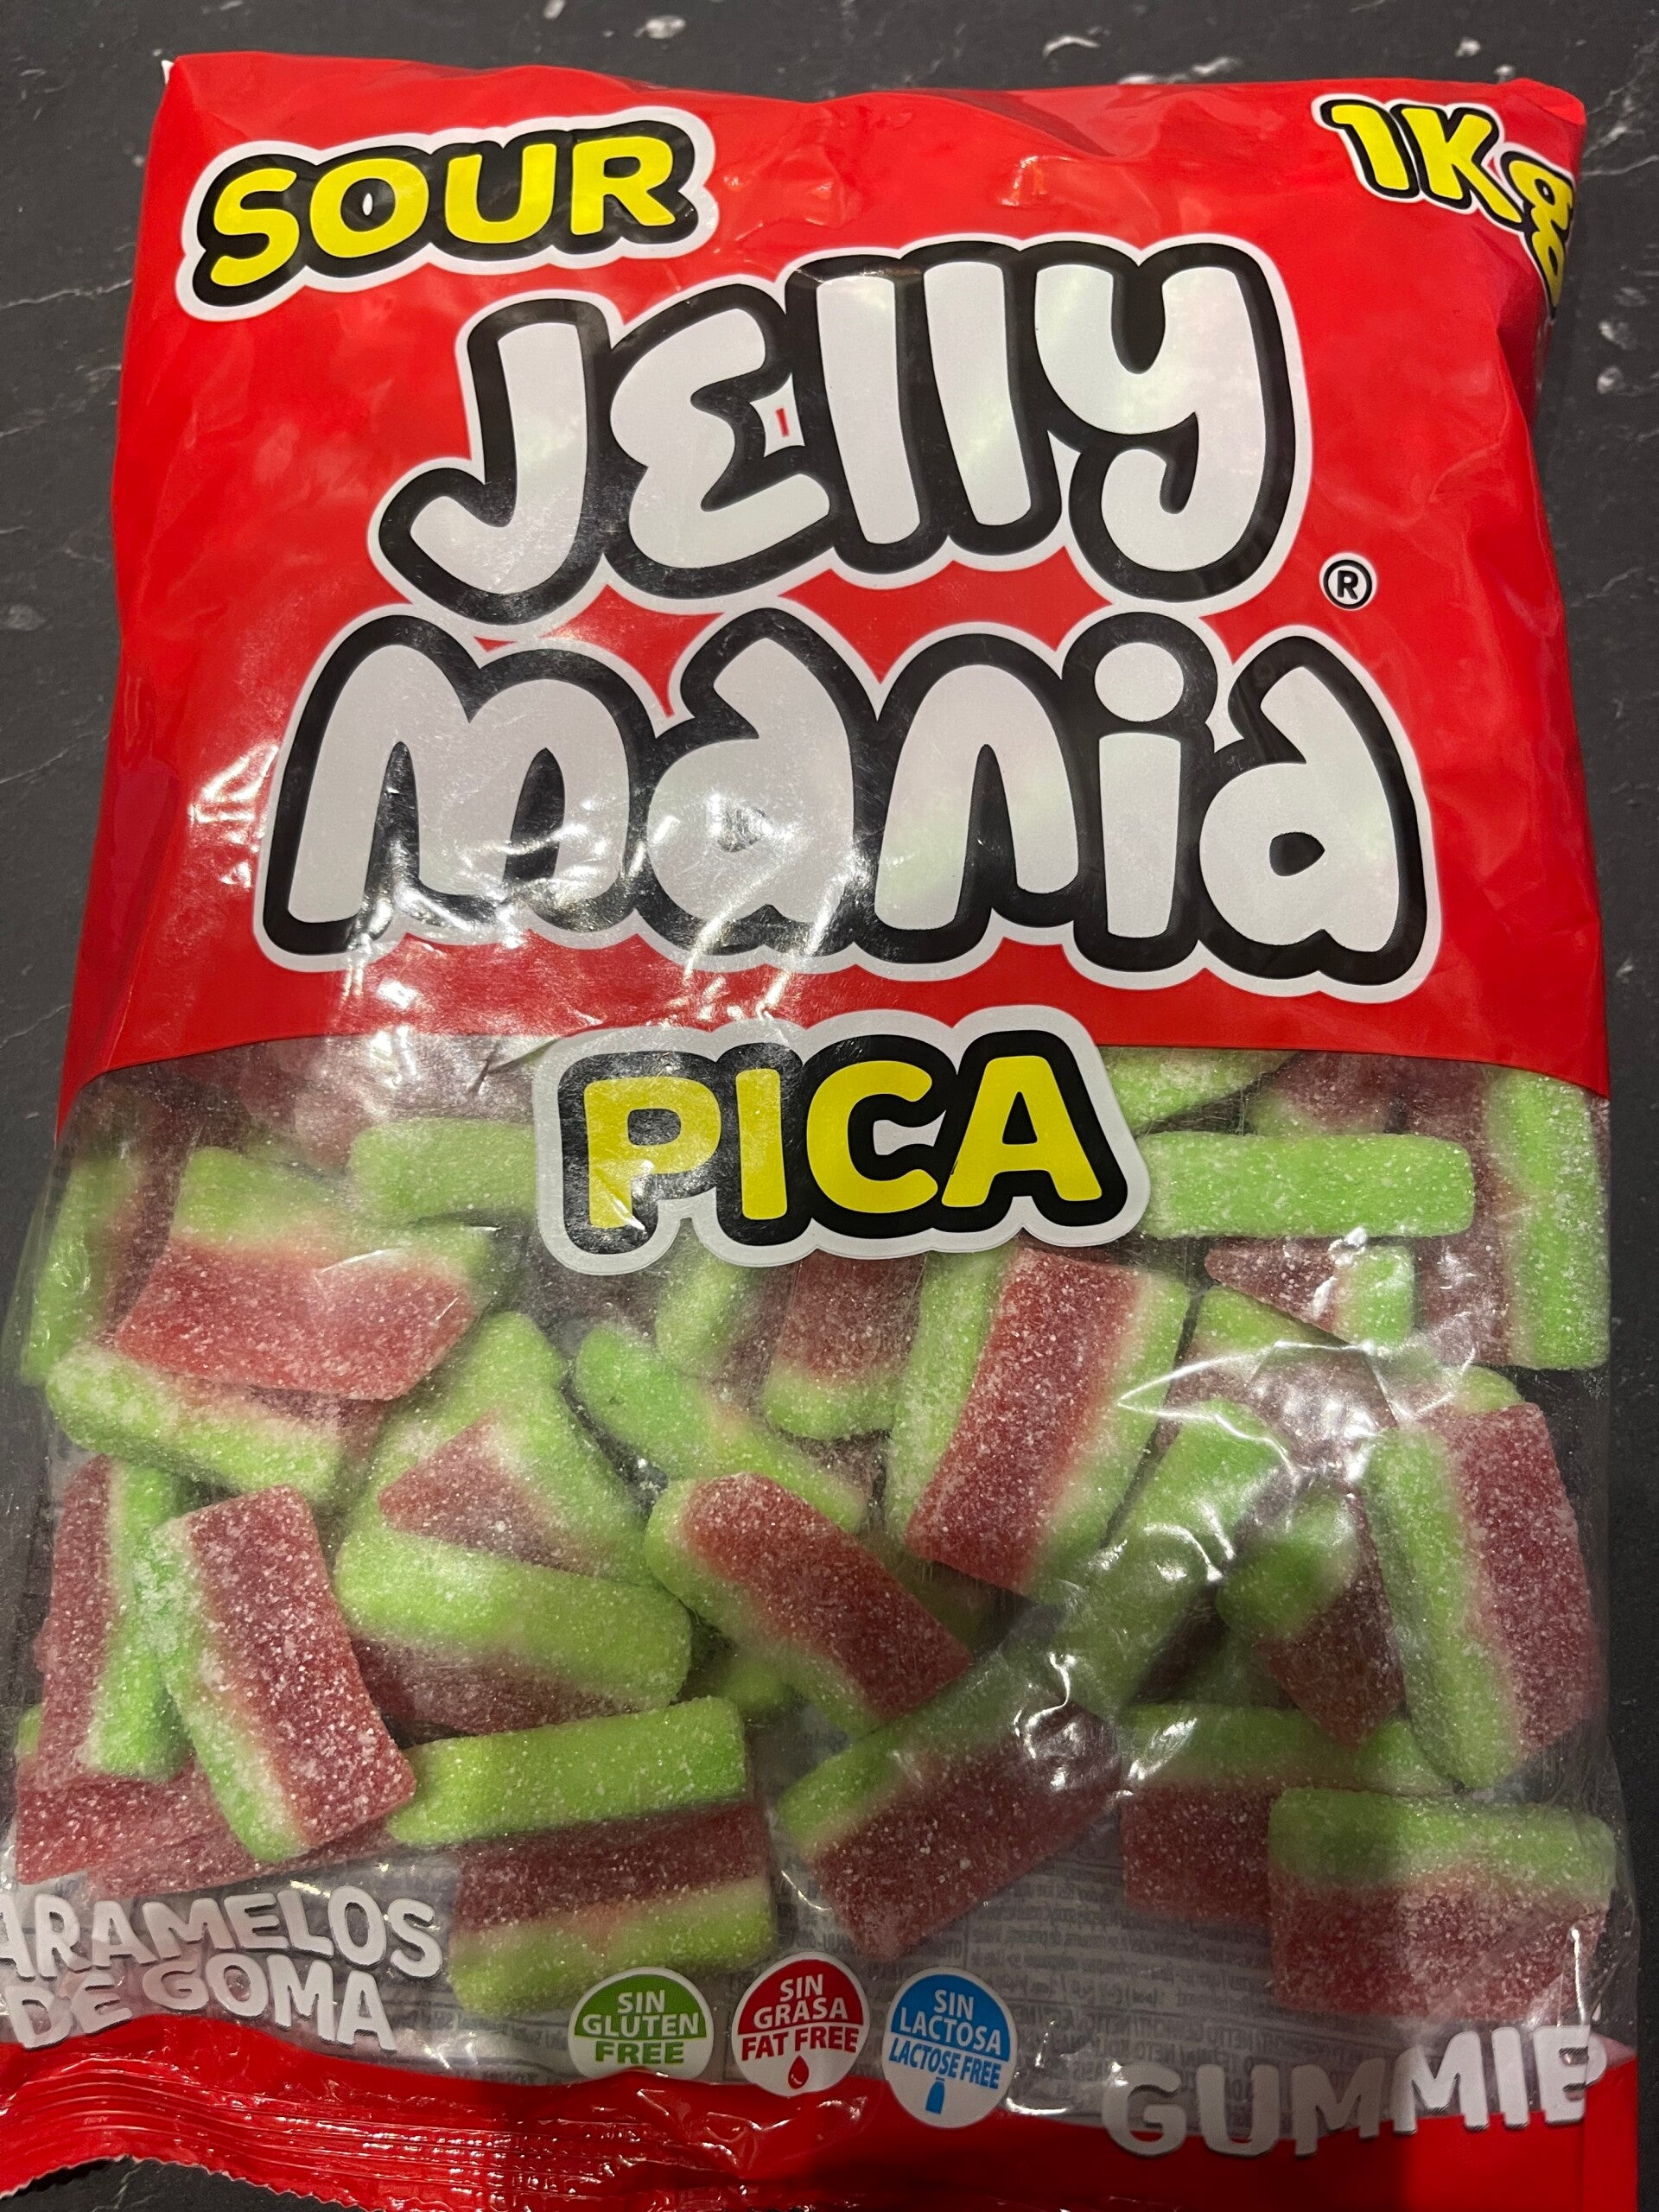 SOUR
1Kg
Jelly
mania
®
PICA
ARAMELOS
DE GOMA
SIN
GLUTEN
FREE
SIN
GRASA
FAT FREE
SIN
LACTOSA
LACTOSE FREE
GUMMIE